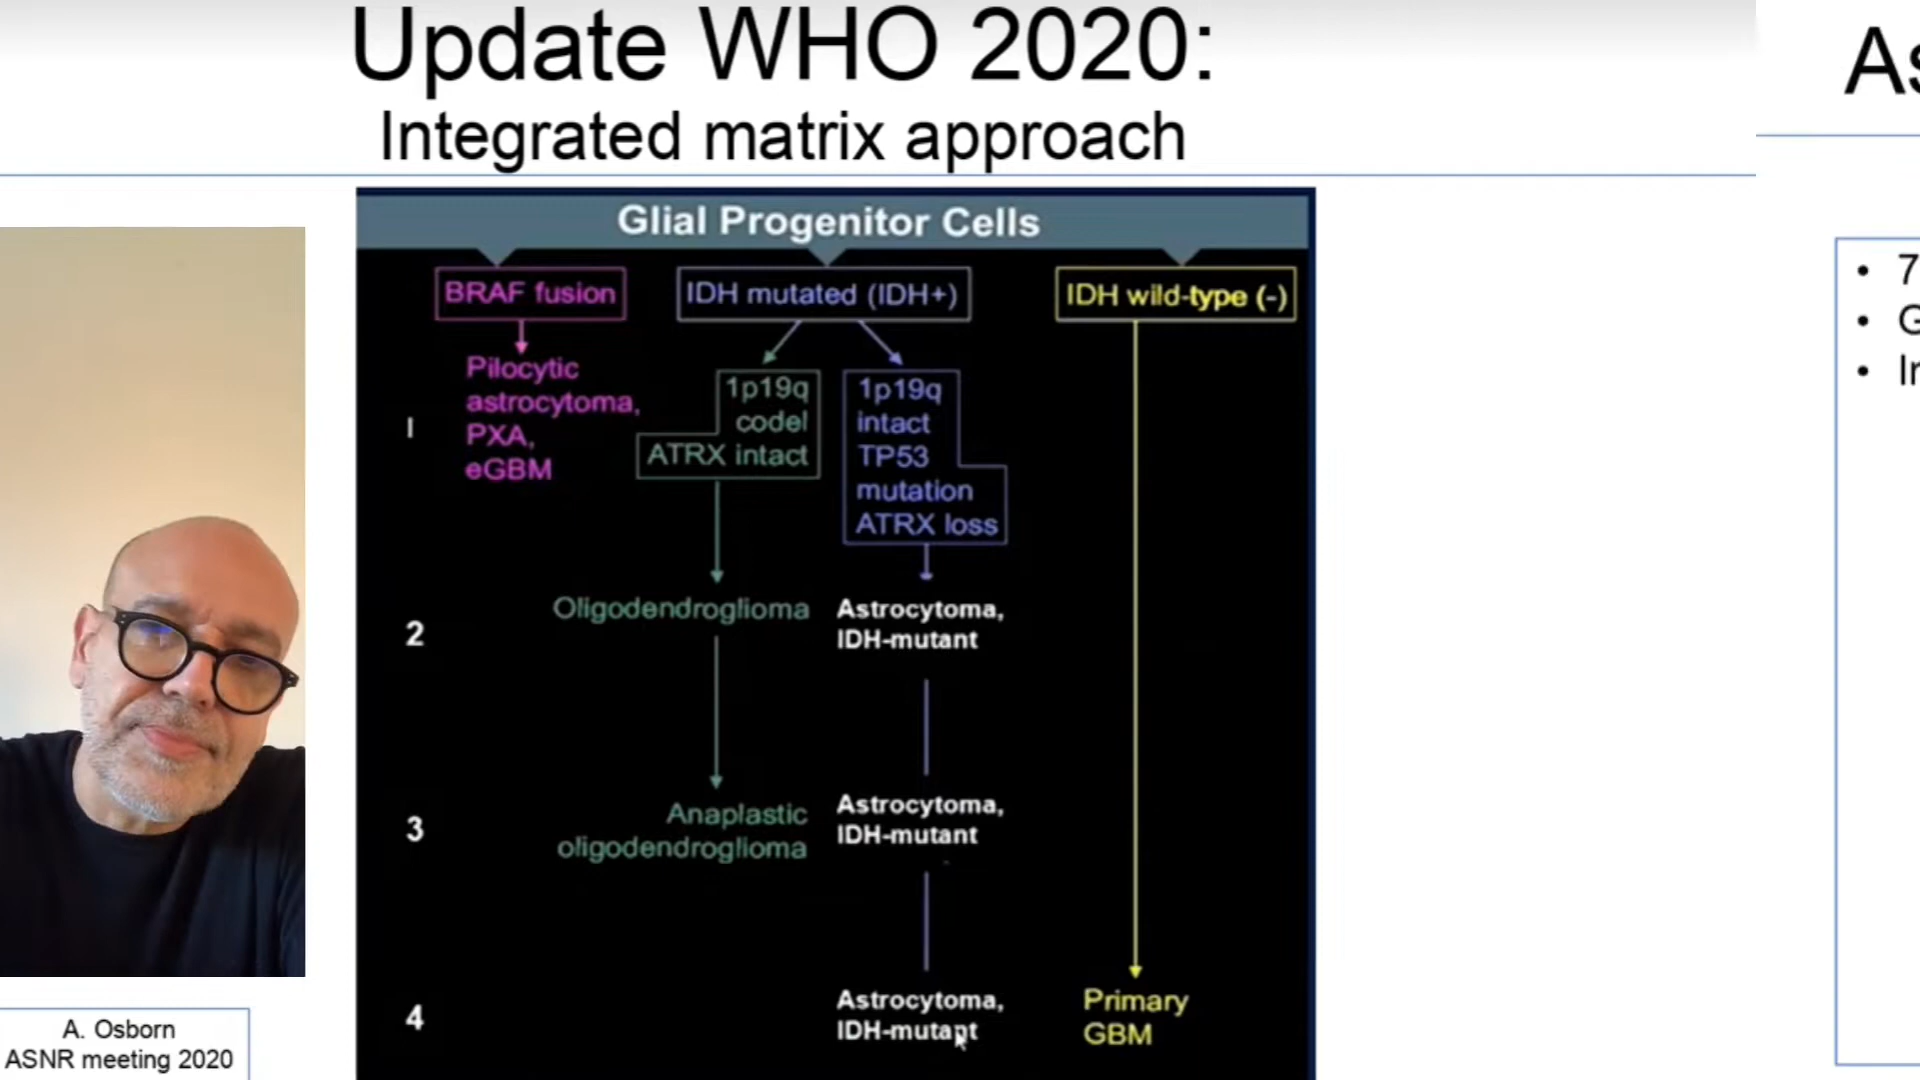 Update WHO 2020:
Integrated matrix approach
Glial Progenitor Cells
BRAF fusion
IDH mutated (IDH+)
IDH wild-type (-)
I
Pilocytic
astrocytoma,
PXA,
eGBM
1p19q
codel
ATRX intact
1p19q
intact
TP53
mutation
ATRX loss
2
Oligodendroglioma
Astrocytoma,
IDH-mutant
3
Anaplastic
oligodendroglioma
Astrocytoma,
IDH-mutant
4
Astrocytoma,
IDH-mutant
Primary
GBM
A. Osborn
ASNR meeting 2020
As
• 7
• G
• In